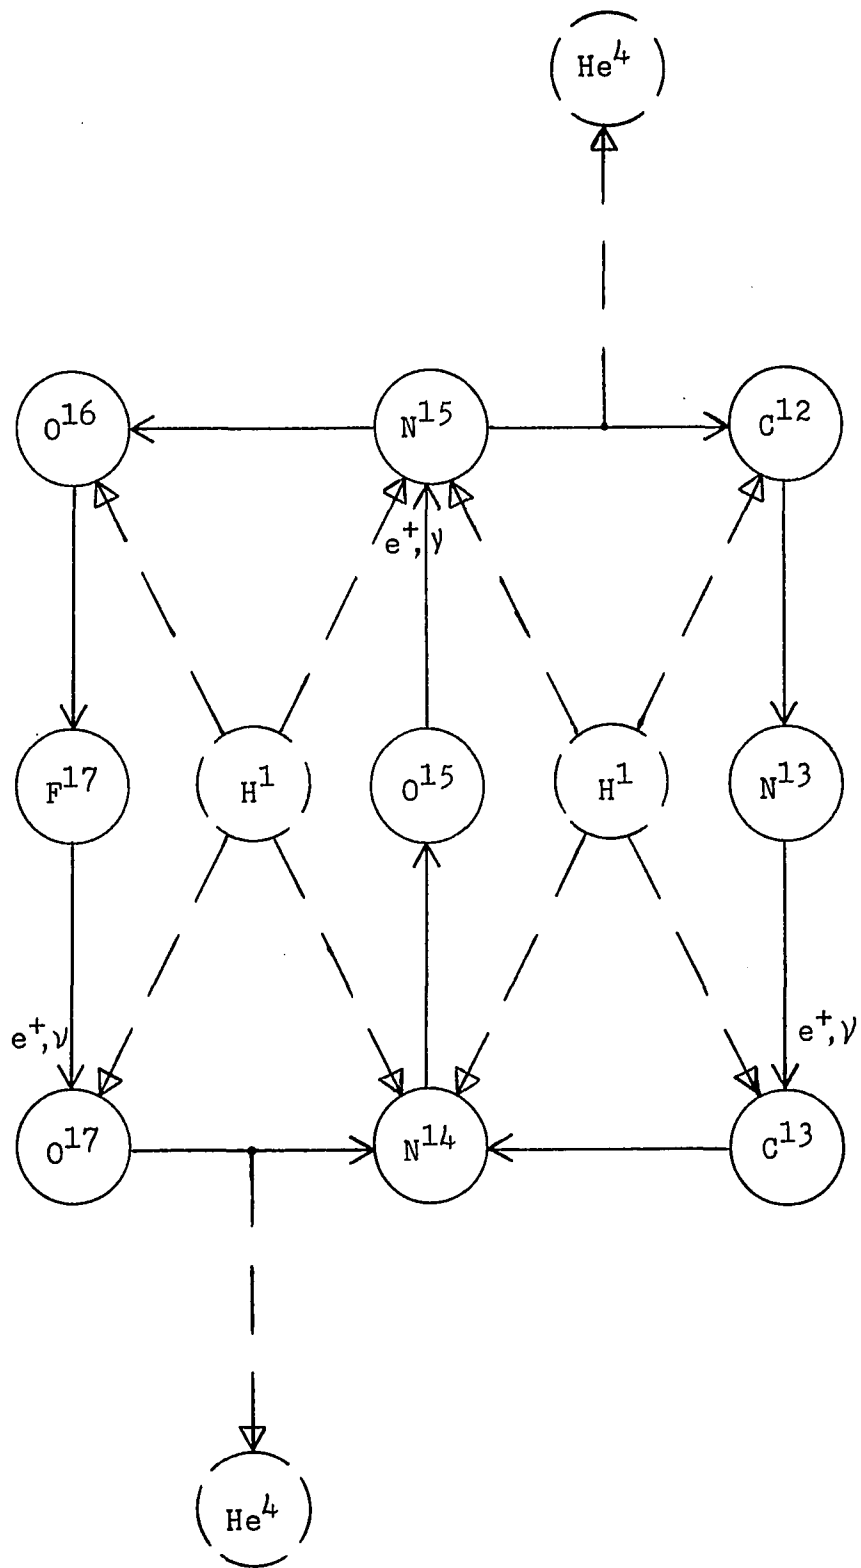 He⁴
O¹⁶ N¹⁵ C¹²
e⁺,γ
F¹⁷ H¹ O¹⁵ H¹ N¹³
e⁺,ν e⁺,ν
O¹⁷ N¹⁴ C¹³
He⁴